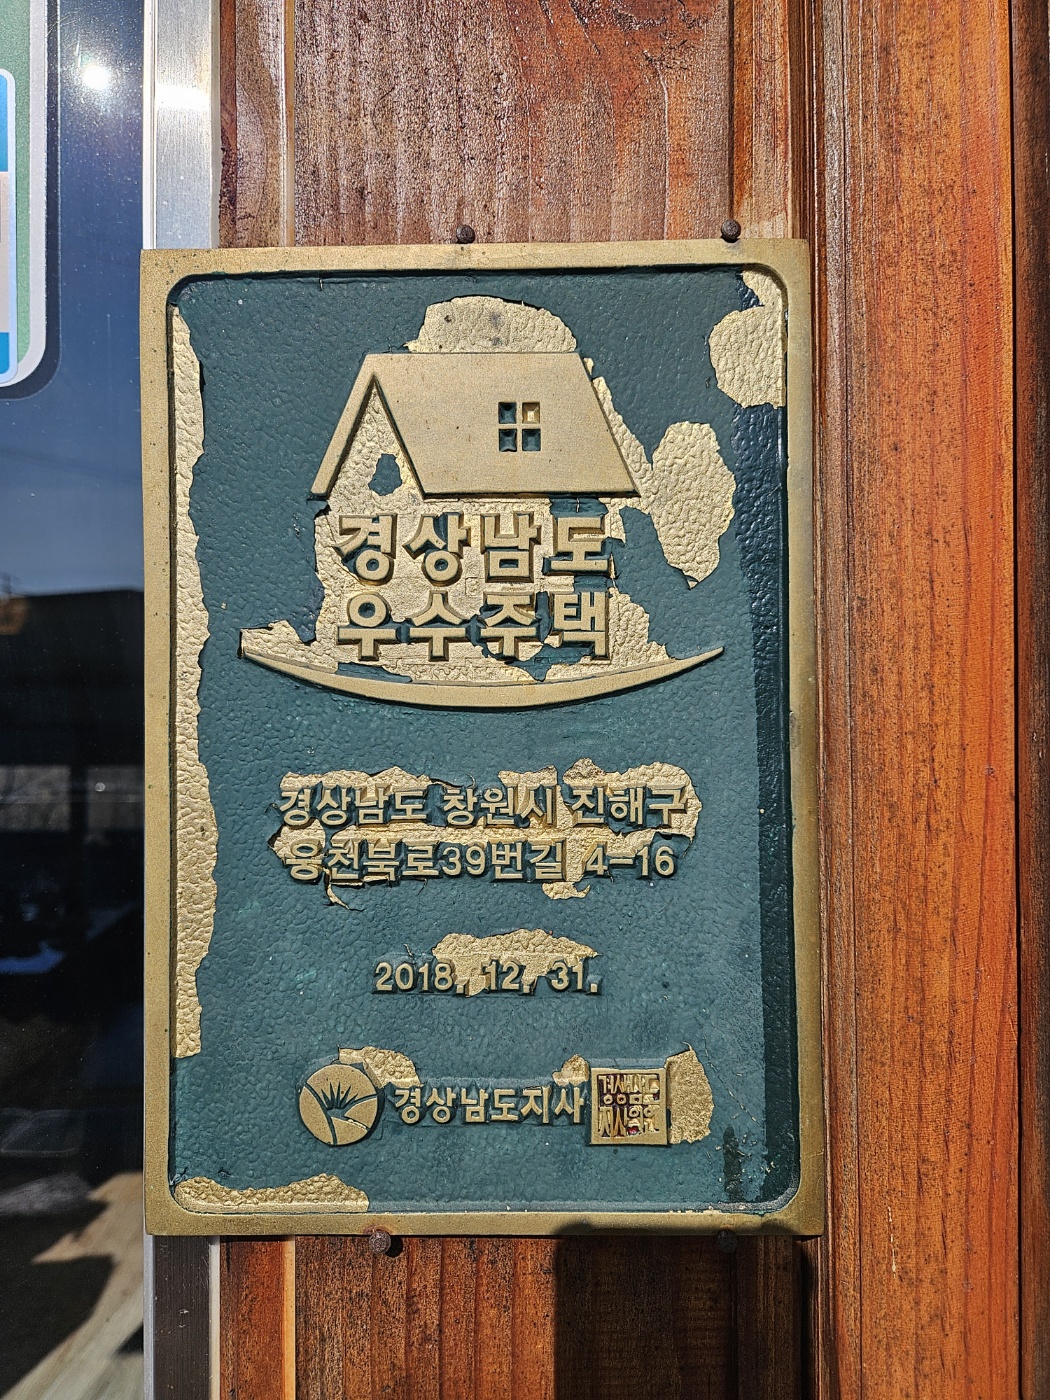 경상남도
우수주택
경상남도 창원시 진해구
웅천북로39번길 4-16
2018. 12. 31.
경상남도지사